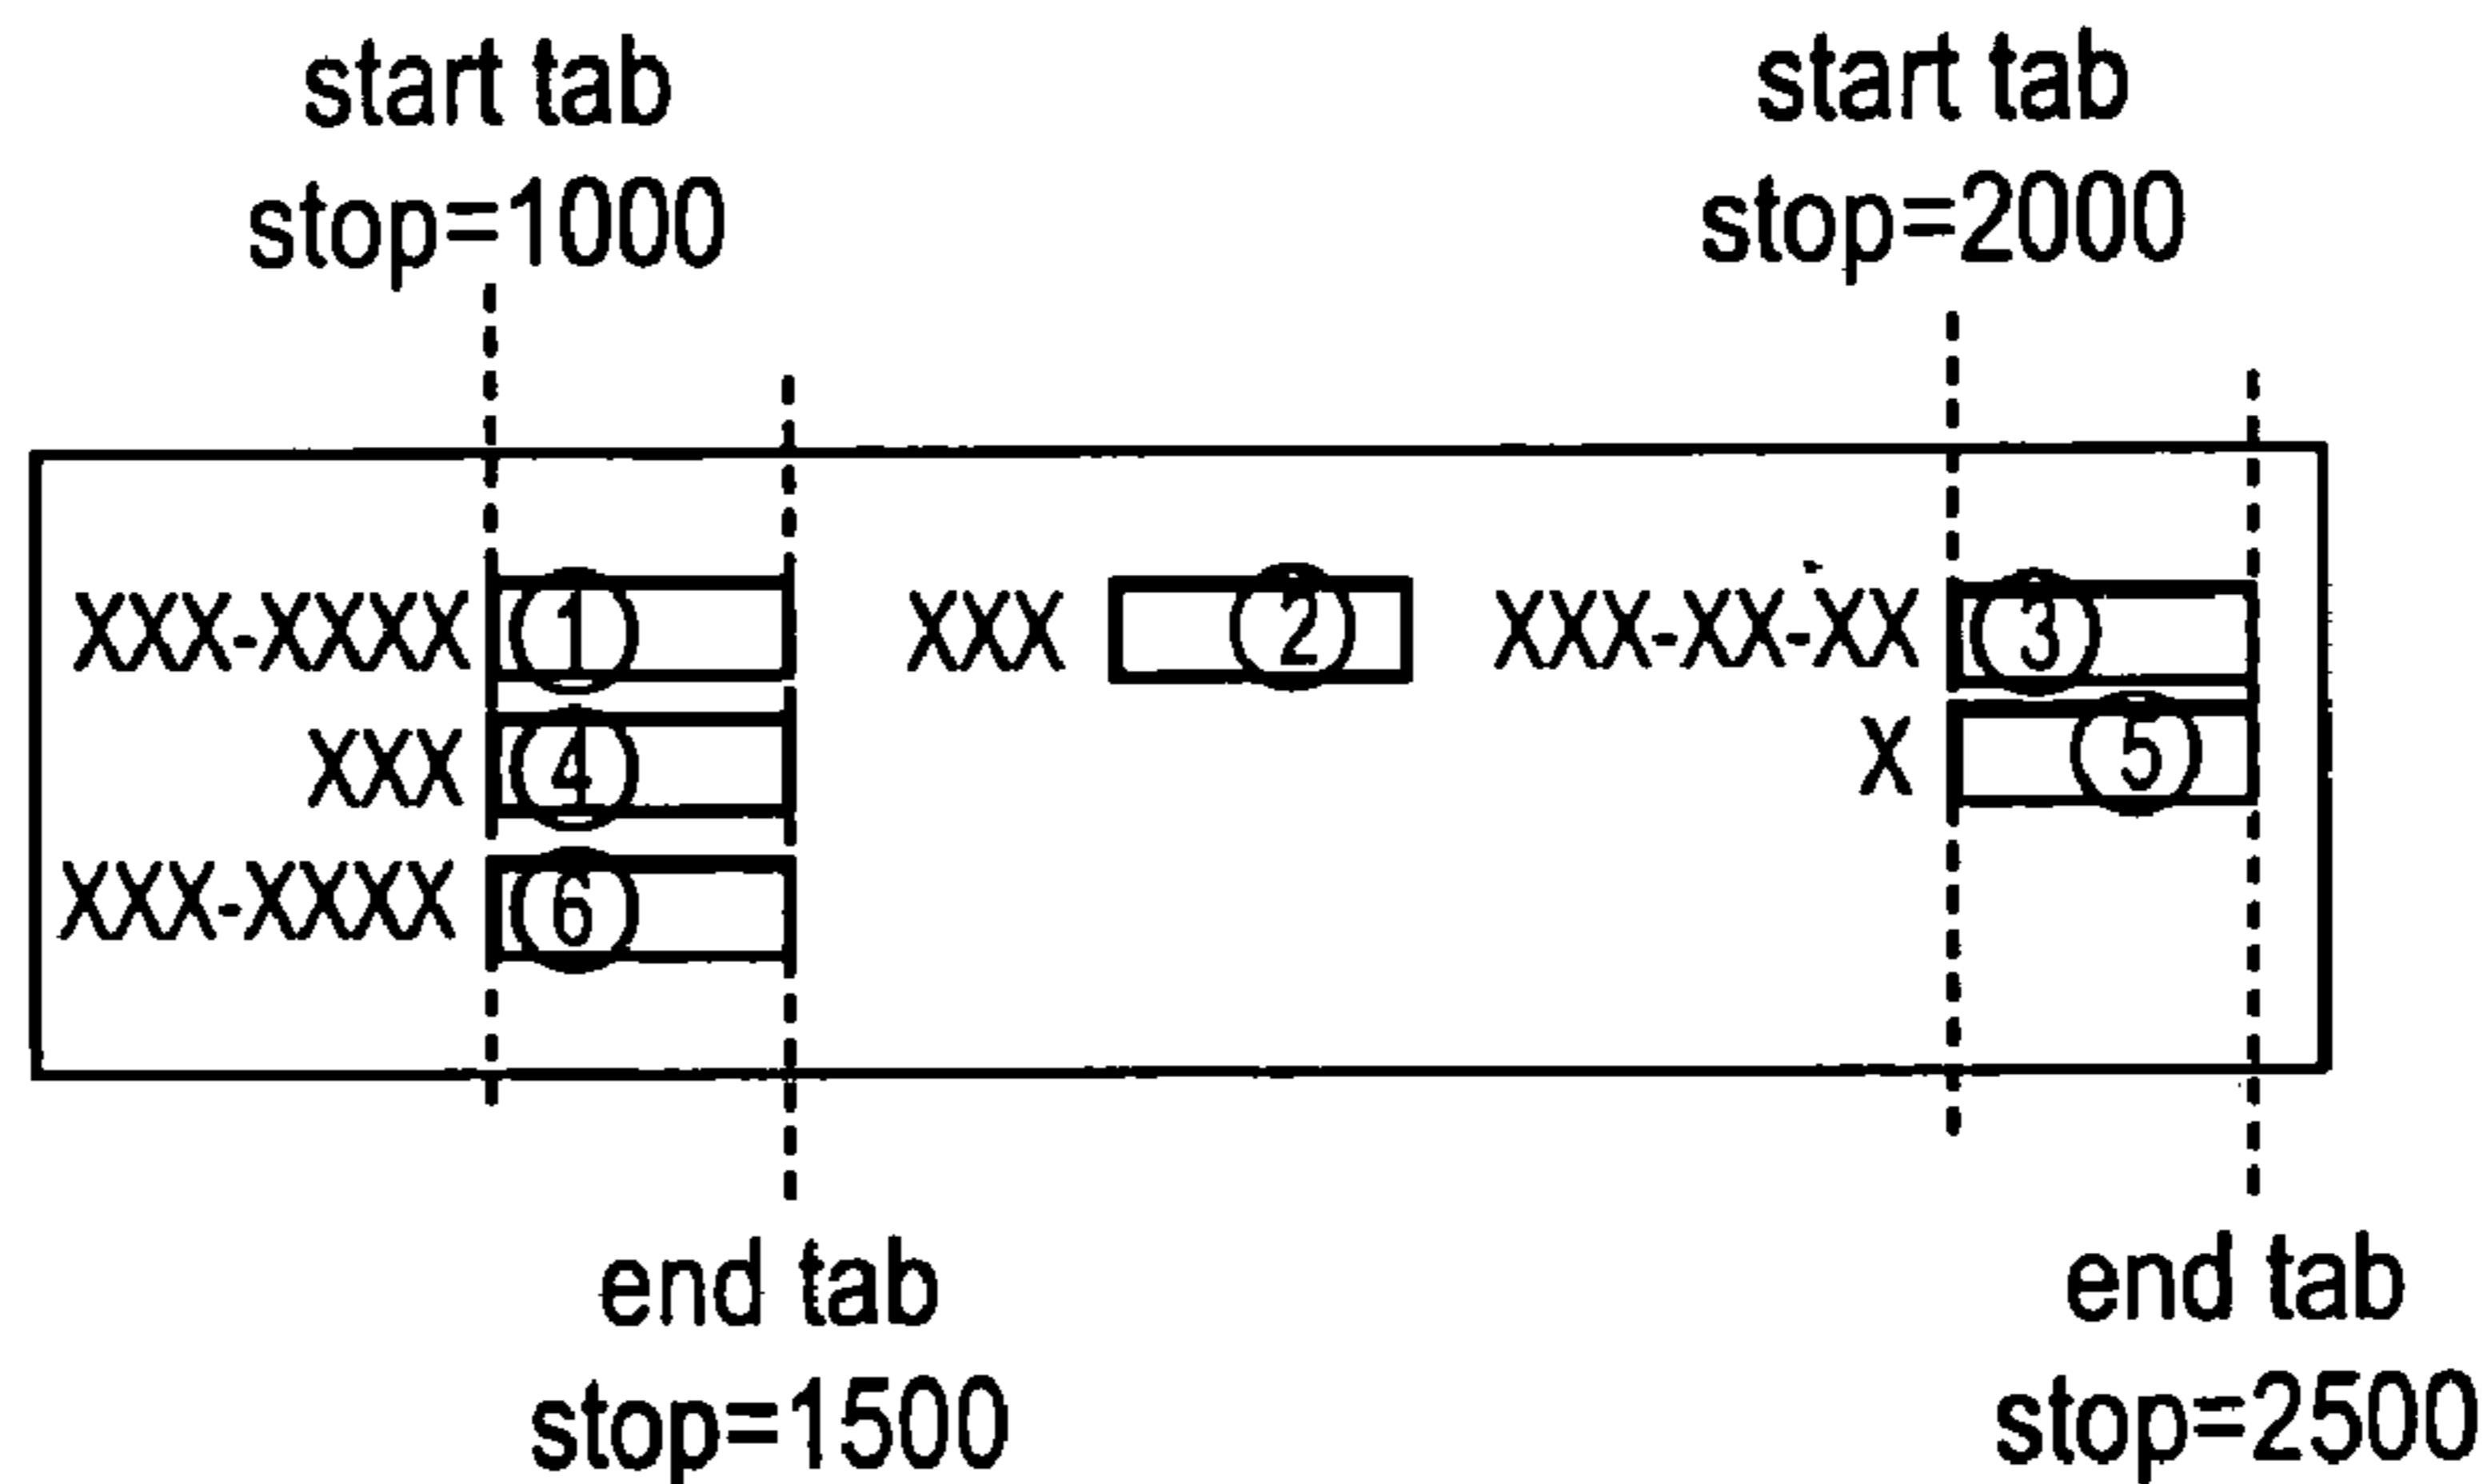 start tab
stop=1000
start tab
stop=2000
XXX-XXXX 1 XXX 2 XXX-XX-XX 3
XXX 4 X 5
XXX-XXXX 6
end tab
stop=1500
end tab
stop=2500